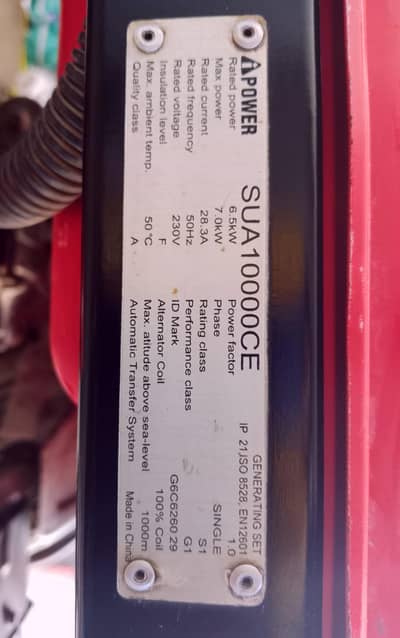 APOWER SUA10000CE GENERATING SET
IP 21,ISO 8528, EN12601
Rated power 6.5kW Power factor 1.0
Max power 7.0kW Phase SINGLE
Rated current 28.3A Rating class S1
Rated frequency 50Hz Performance class G1
Rated voltage 230V ID Mark G6C6260 29
Insulation level F Alternator Coil 100% Coil
Max. ambient temp. 50℃ Max. atitude above sea-level 1000m
Quality class A Automatic Transfer System Made in China